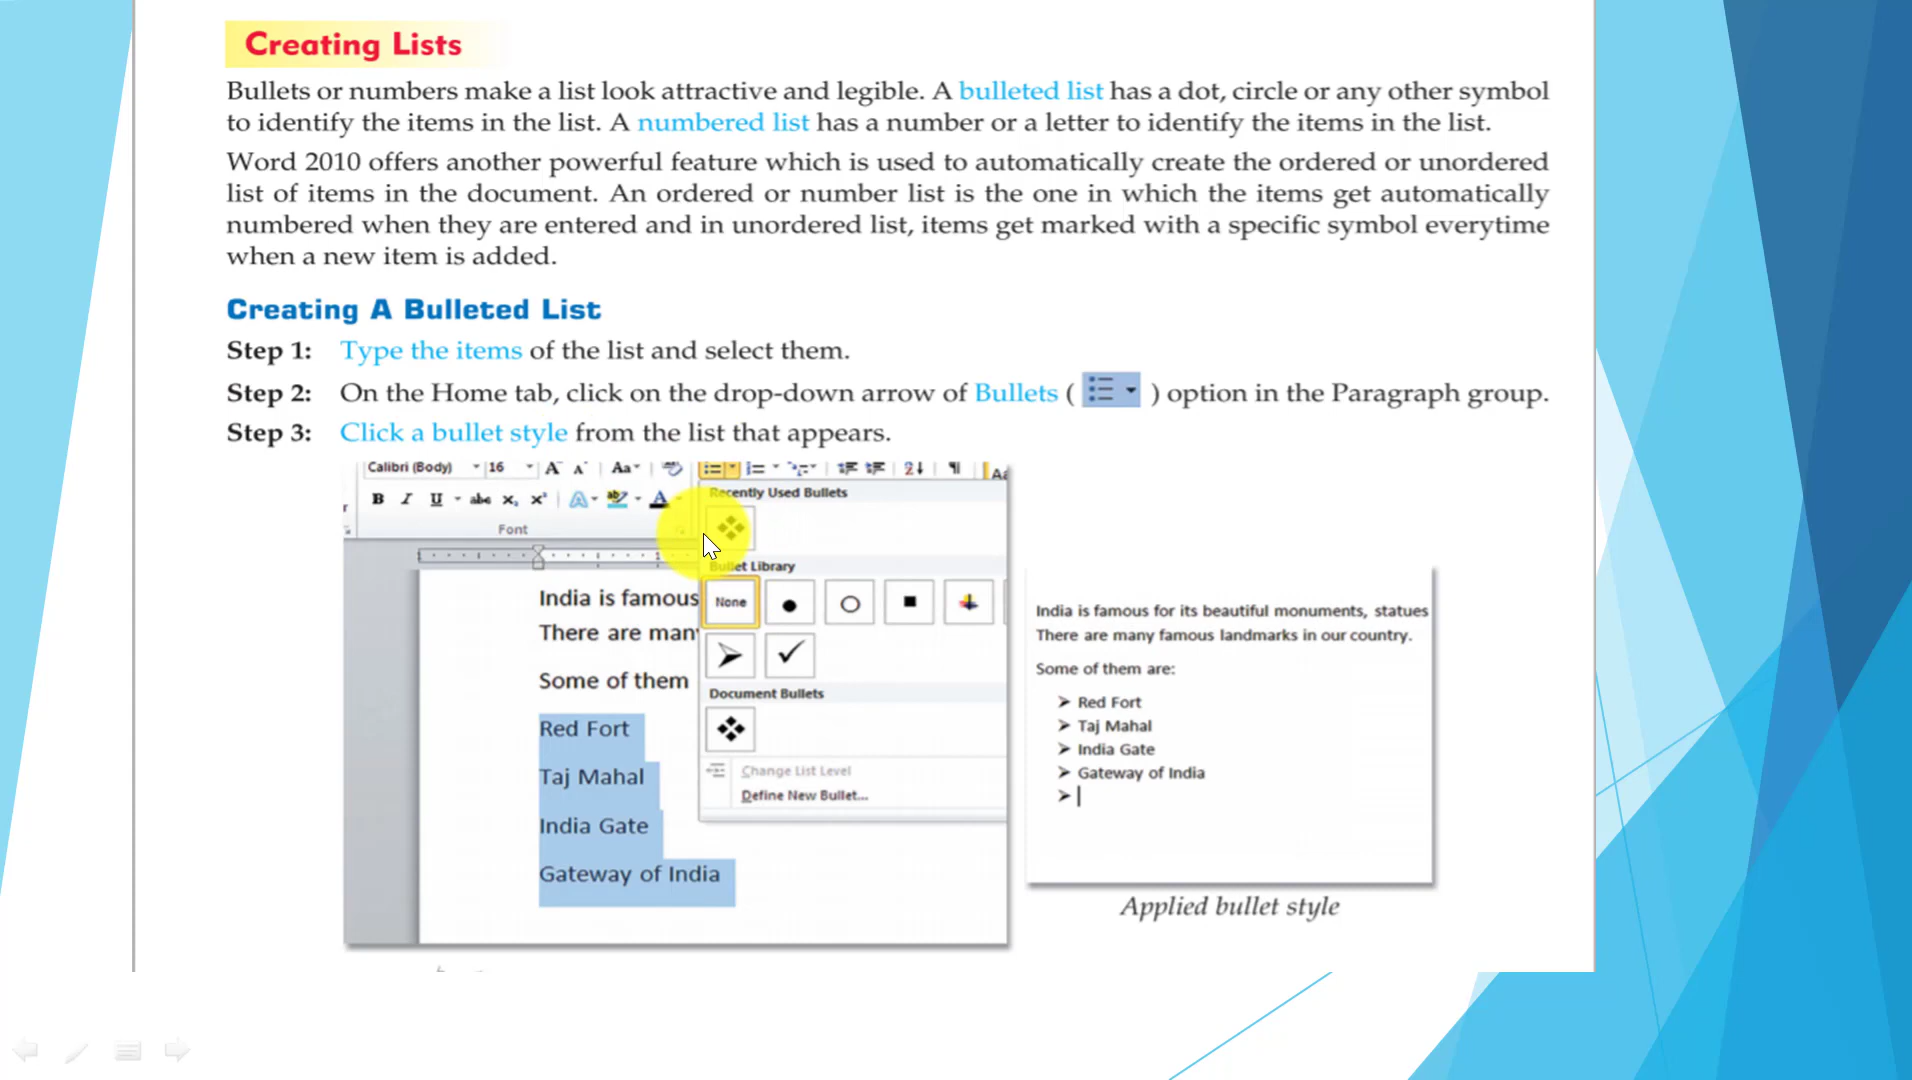 Creating Lists
Bullets or numbers make a list look attractive and legible. A bulleted list has a dot, circle or any other symbol
to identify the items in the list. A numbered list has a number or a letter to identify the items in the list.
Word 2010 offers another powerful feature which is used to automatically create the ordered or unordered
list of items in the document. An ordered or number list is the one in which the items get automatically
numbered when they are entered and in unordered list, items get marked with a specific symbol everytime
when a new item is added.
Creating A Bulleted List
Step 1: Type the items of the list and select them.
Step 2: On the Home tab, click on the drop-down arrow of Bullets ( ) option in the Paragraph group.
Step 3: Click a bullet style from the list that appears.
Calibri (Body) 16 A A Aa
B I U abc X₂ X² A ab A
Font
Recently Used Bullets
Bullet Library
None
Document Bullets
Change List Level
Define New Bullet...
India is famous
There are man
Some of them
Red Fort
Taj Mahal
India Gate
Gateway of India
India is famous for its beautiful monuments, statues
There are many famous landmarks in our country.
Some of them are:
➢ Red Fort
➢ Taj Mahal
➢ India Gate
➢ Gateway of India
➢
Applied bullet style